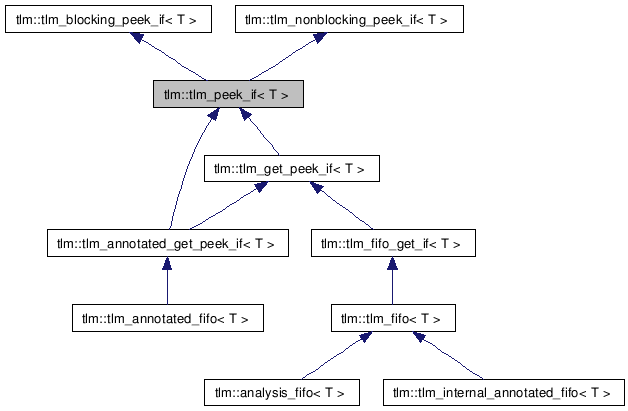 tlm::tlm_blocking_peek_if< T >
tlm::tlm_nonblocking_peek_if< T >
tlm::tlm_peek_if< T >
tlm::tlm_get_peek_if< T >
tlm::tlm_annotated_get_peek_if< T >
tlm::tlm_fifo_get_if< T >
tlm::tlm_annotated_fifo< T >
tlm::tlm_fifo< T >
tlm::analysis_fifo< T >
tlm::tlm_internal_annotated_fifo< T >